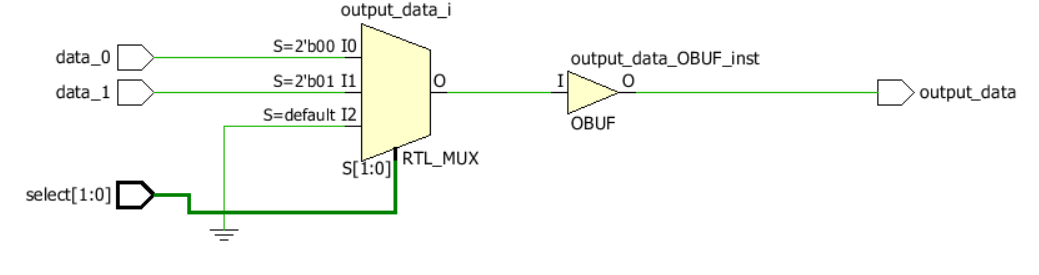 output_data_i
data_0
S=2'b00 I0
output_data_OBUF_inst
data_1
S=2'b01 I1
O
I
O
output_data
S=default I2
OBUF
S[1:0]
RTL_MUX
select[1:0]